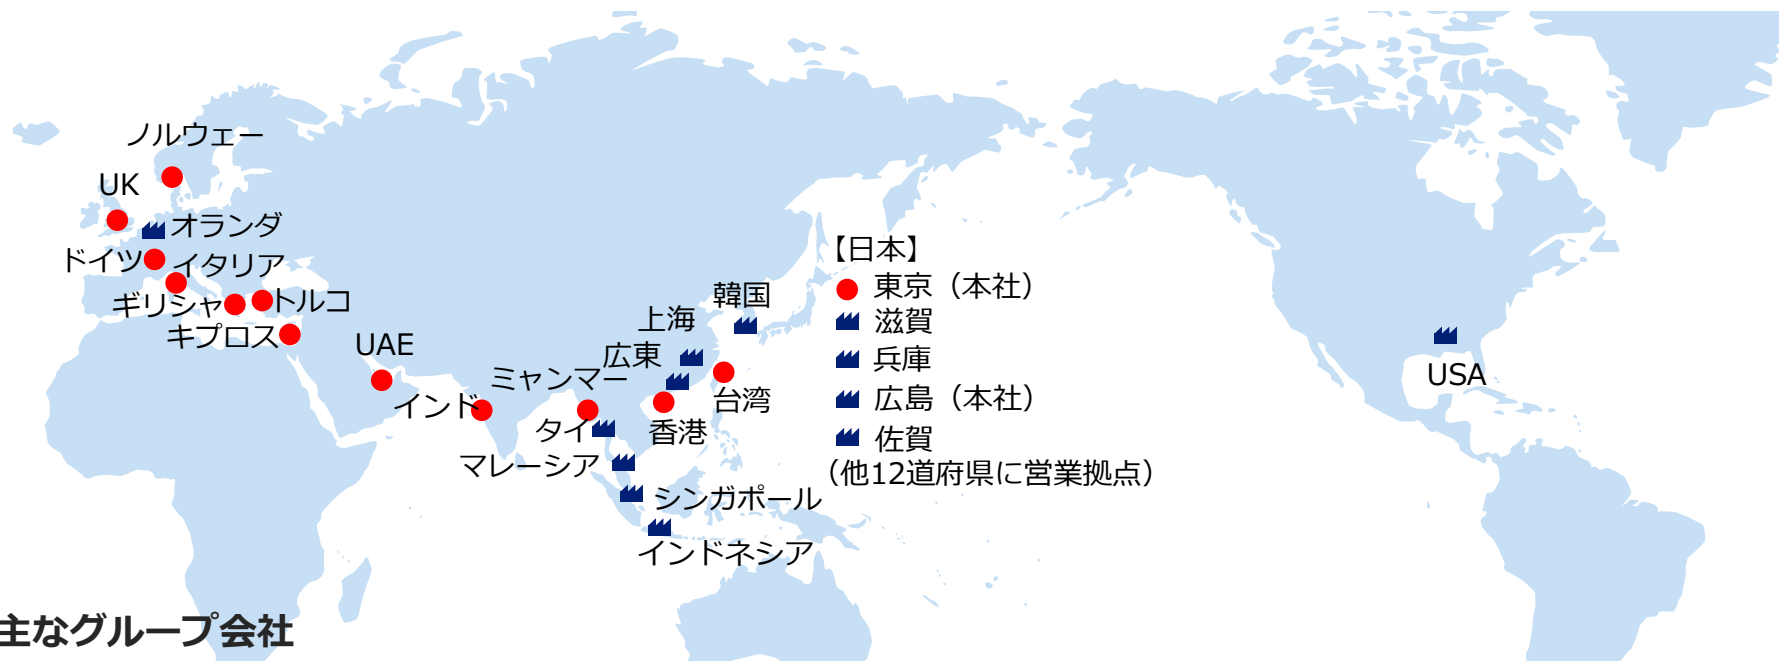 ノルウェー
UK
オランダ
ドイツ
イタリア
ギリシャ
トルコ
キプロス
UAE
インド
ミャンマー
タイ
マレーシア
シンガポール
インドネシア
上海
広東
香港
台湾
韓国
【日本】
東京（本社）
滋賀
兵庫
広島（本社）
佐賀
（他12道府県に営業拠点）
USA
主なグループ会社